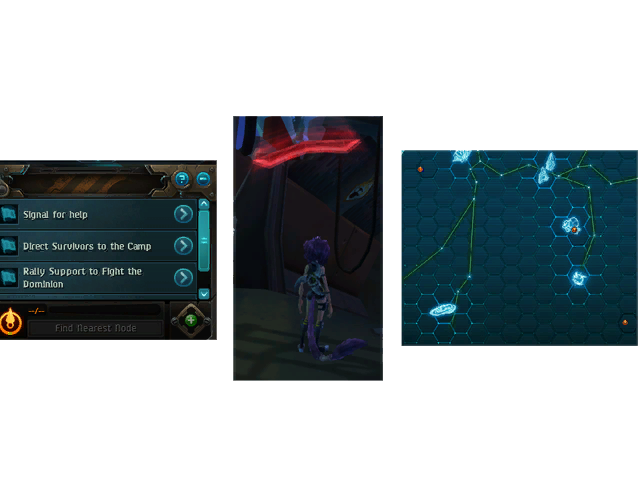 ?
Signal for help
Direct Survivors to the Camp
Rally Support to Fight the
Dominion
--/--
Find Nearest Node